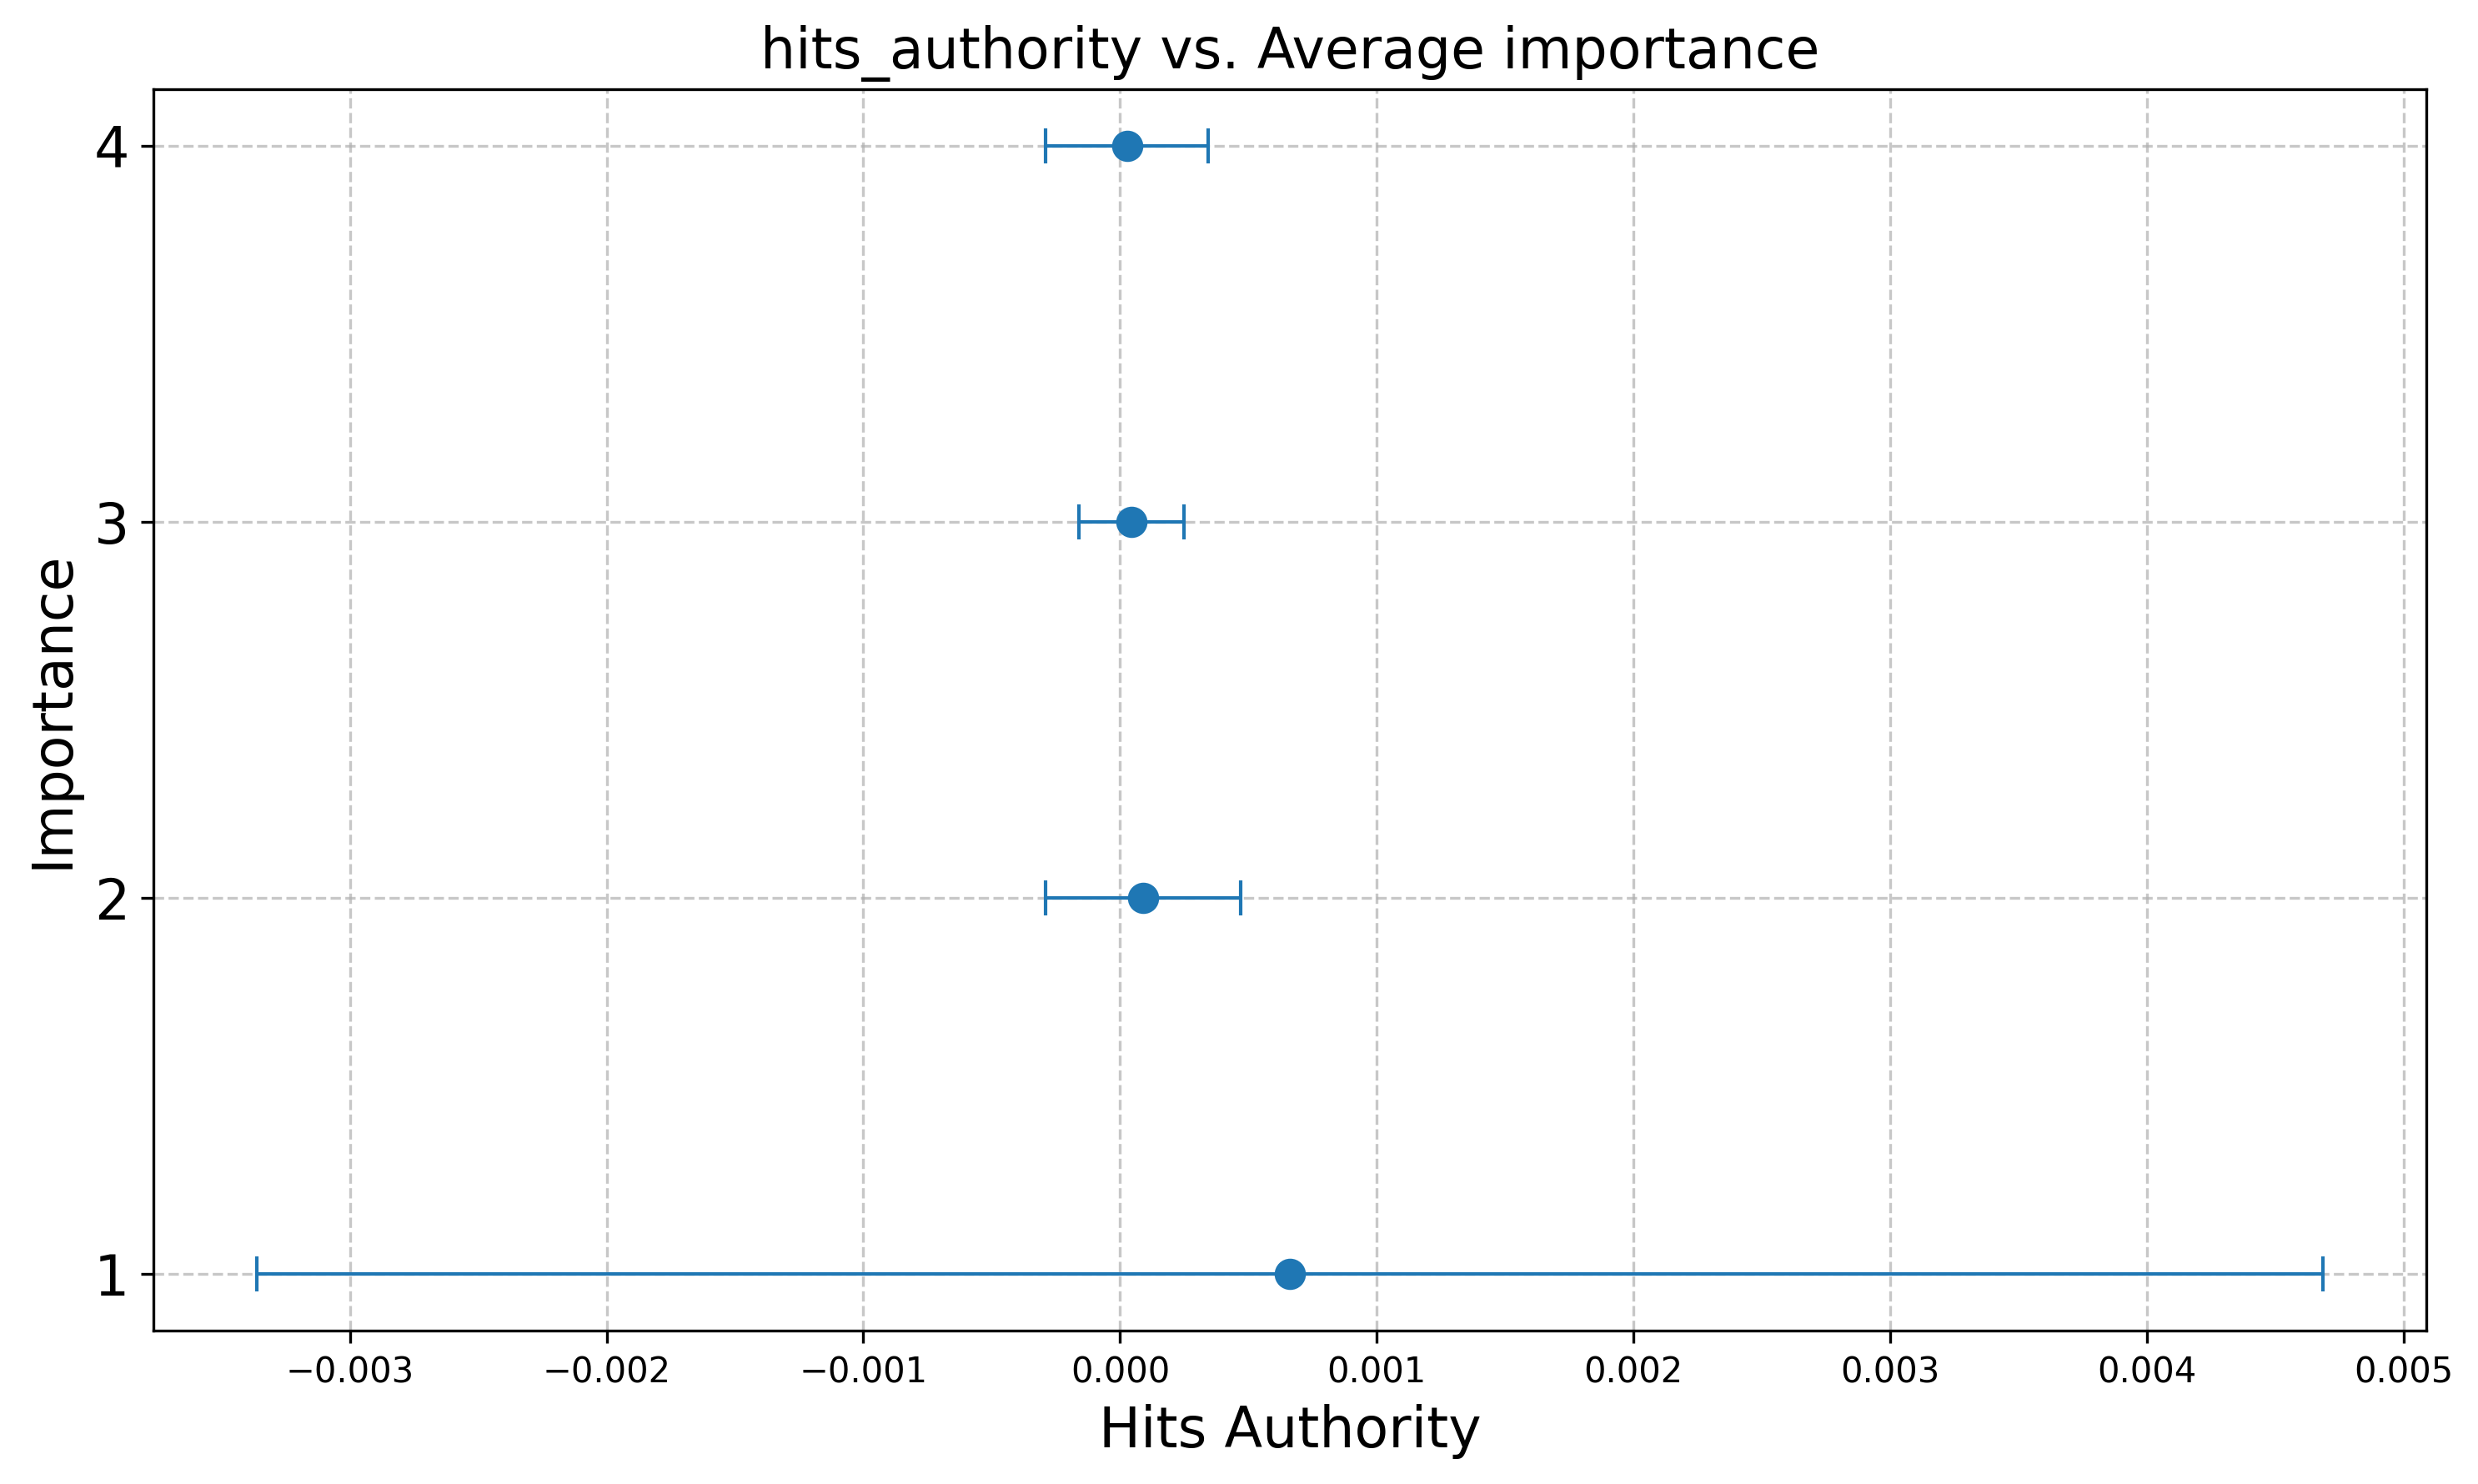 hits_authority vs. Average importance
4
3
2
1
Importance
−0.003 −0.002 −0.001 0.000 0.001 0.002 0.003 0.004 0.005
Hits Authority